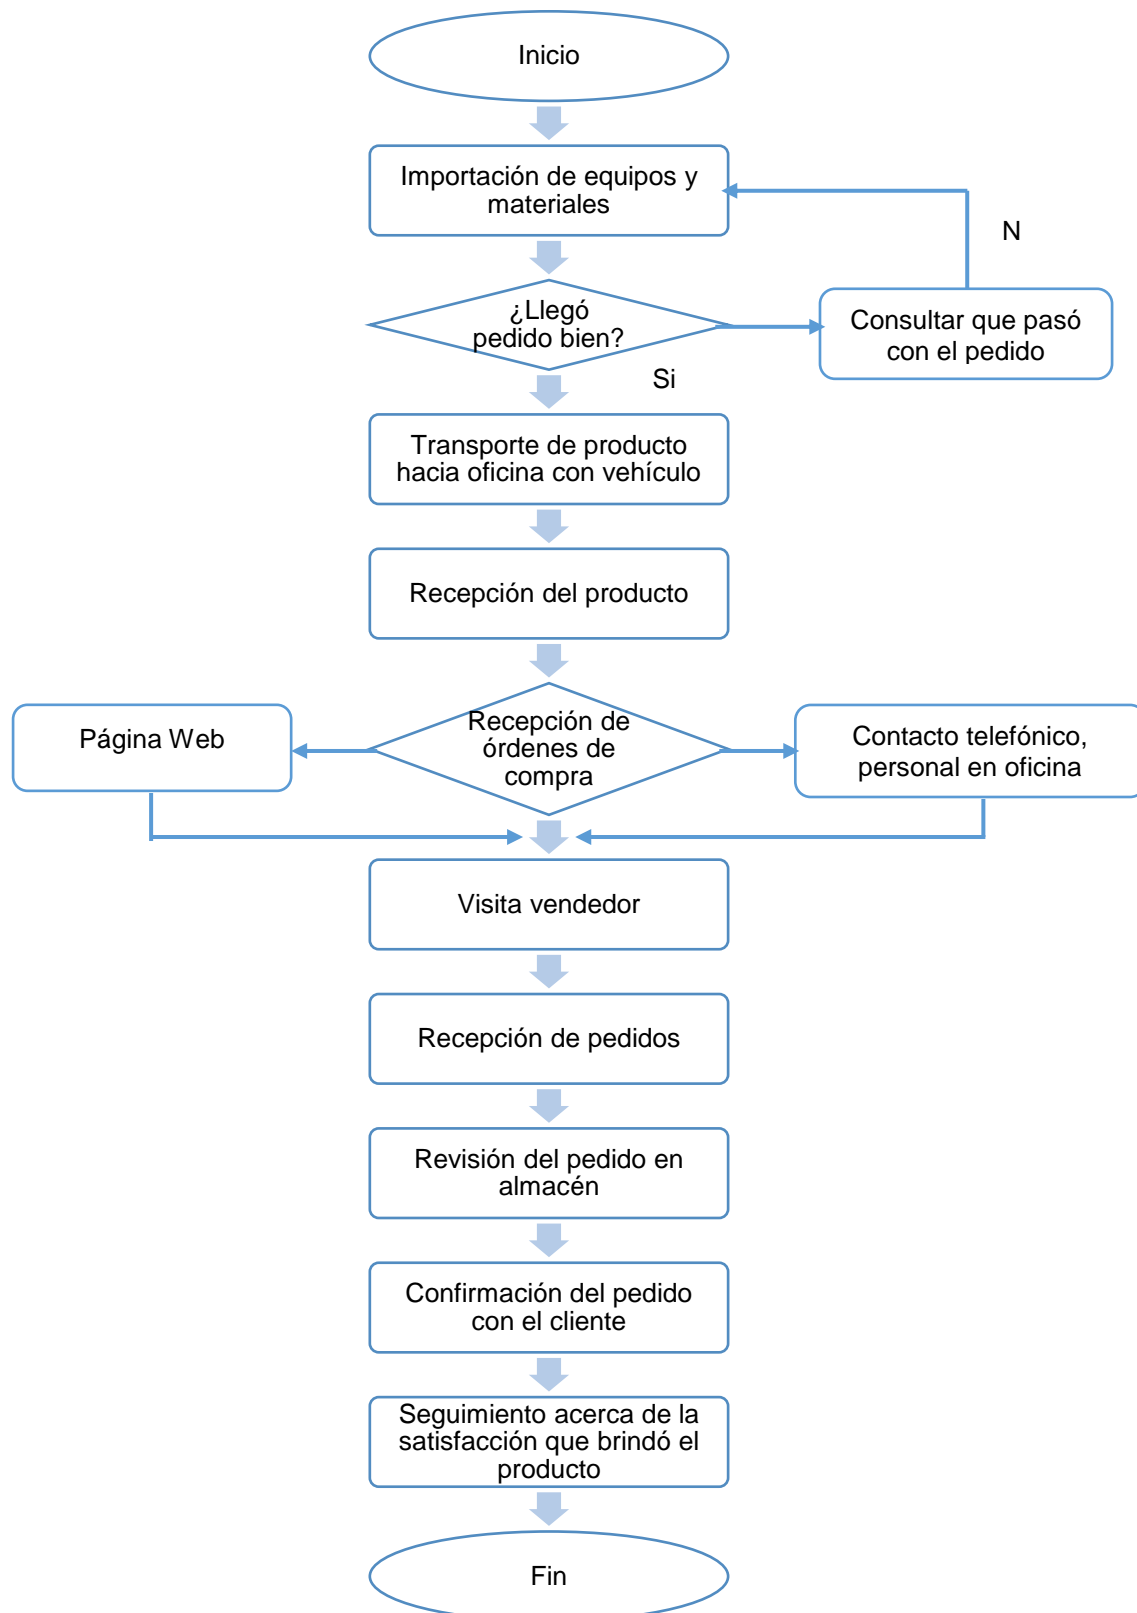 Inicio
Importación de equipos y
materiales
N
¿Llegó
pedido bien?
Consultar que pasó
con el pedido
Si
Transporte de producto
hacia oficina con vehículo
Recepción del producto
Página Web
Recepción de
órdenes de
compra
Contacto telefónico,
personal en oficina
Visita vendedor
Recepción de pedidos
Revisión del pedido en
almacén
Confirmación del pedido
con el cliente
Seguimiento acerca de la
satisfacción que brindó el
producto
Fin